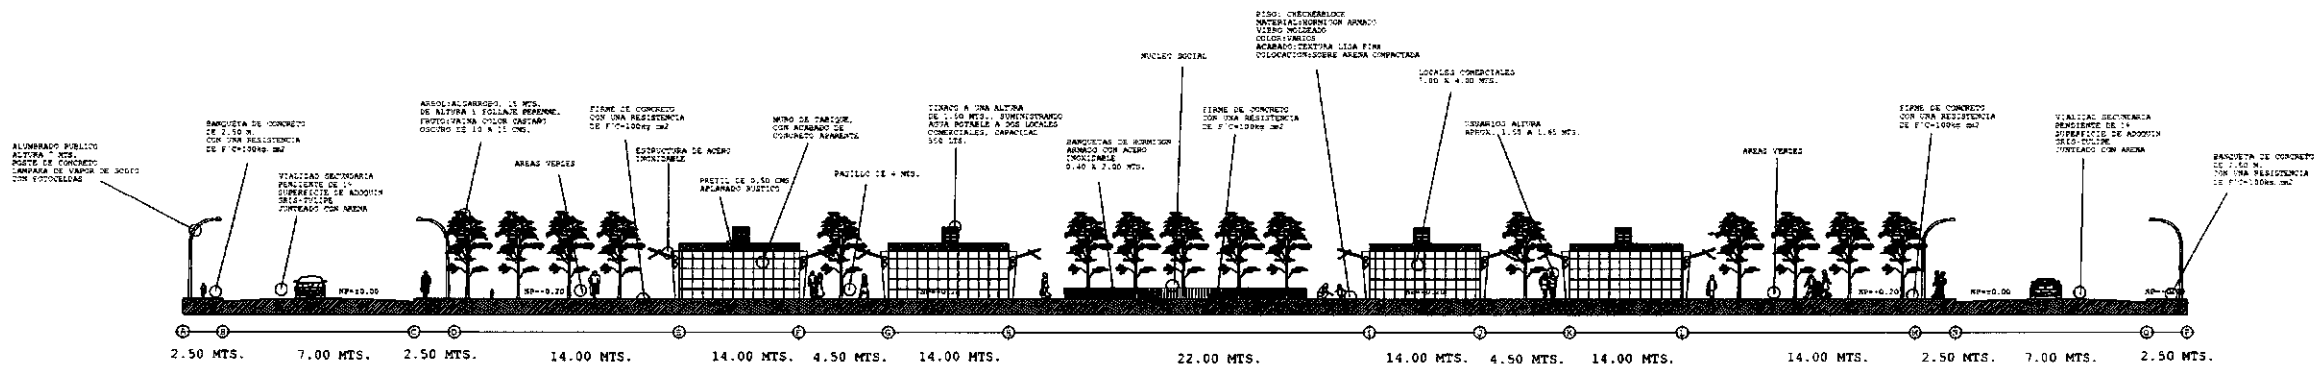 ALUMBRADO PUBLICO
ALTURA 7 MTS.
POSTE DE CONCRETO
LAMPARA DE VAPOR DE SODIO
CON FOTOCELDAS
BANQUETA DE CONCRETO
DE 2.50 M.
CON UNA RESISTENCIA
DE F'C=100kg cm2
VIALIDAD SECUNDARIA
PENDIENTE DE 1%
SUPERFICIE DE ADOQUIN
GRIS-TULIPE
JUNTEADO CON ARENA
ARBOL:ALGARROBO, 15 MTS.
DE ALTURA Y FOLLAJE PERENNE.
FRUTO:VAINA COLOR CASTAÑO
OSCURO DE 10 A 15 CMS.
AREAS VERDES
FIRME DE CONCRETO
CON UNA RESISTENCIA
DE F'C=100kg cm2
ESTRUCTURA DE ACERO
INOXIDABLE
PRETIL DE 0.50 CMS
APLANADO RUSTICO
MURO DE TABIQUE,
CON ACABADO DE
CONCRETO APARENTE
PASILLO DE 4 MTS.
TINACO A UNA ALTURA
DE 1.50 MTS., SUMINISTRANDO
AGUA POTABLE A DOS LOCALES
COMERCIALES, CAPACIDAD
550 LTS.
BANQUETAS DE HORMIGON
ARMADO CON ACERO
INOXIDABLE
0.40 X 2.00 MTS.
NUCLEO SOCIAL
FIRME DE CONCRETO
CON UNA RESISTENCIA
DE F'C=100kg cm2
PISO: CHECKERBLOCK
MATERIAL:HORMIGON ARMADO
VIBRO MOLDEADO
COLOR:VARIOS
ACABADO:TEXTURA LISA FINA
COLOCACION:SOBRE ARENA COMPACTADA
LOCALES COMERCIALES
X 4.00 MTS.
USUARIOS ALTURA
APROX. 1.50 A 1.65 MTS.
AREAS VERDES
FIRME DE CONCRETO
CON UNA RESISTENCIA
DE F'C=100kg cm2
VIALIDAD SECUNDARIA
PENDIENTE DE 1%
SUPERFICIE DE ADOQUIN
GRIS-TULIPE
JUNTEADO CON ARENA
BANQUETA DE CONCRETO
DE 2.50 M.
CON UNA RESISTENCIA
DE F'C=100kg cm2
NP=±0.00
NP=+0.20
NP=+0.20
NP=±0.00
A B C D E F G I J K L M N
2.50 MTS. 7.00 MTS. 2.50 MTS. 14.00 MTS. 14.00 MTS. 4.50 MTS. 14.00 MTS. 22.00 MTS. 14.00 MTS. 4.50 MTS. 14.00 MTS. 14.00 MTS. 2.50 MTS. 7.00 MTS. 2.50 MTS.